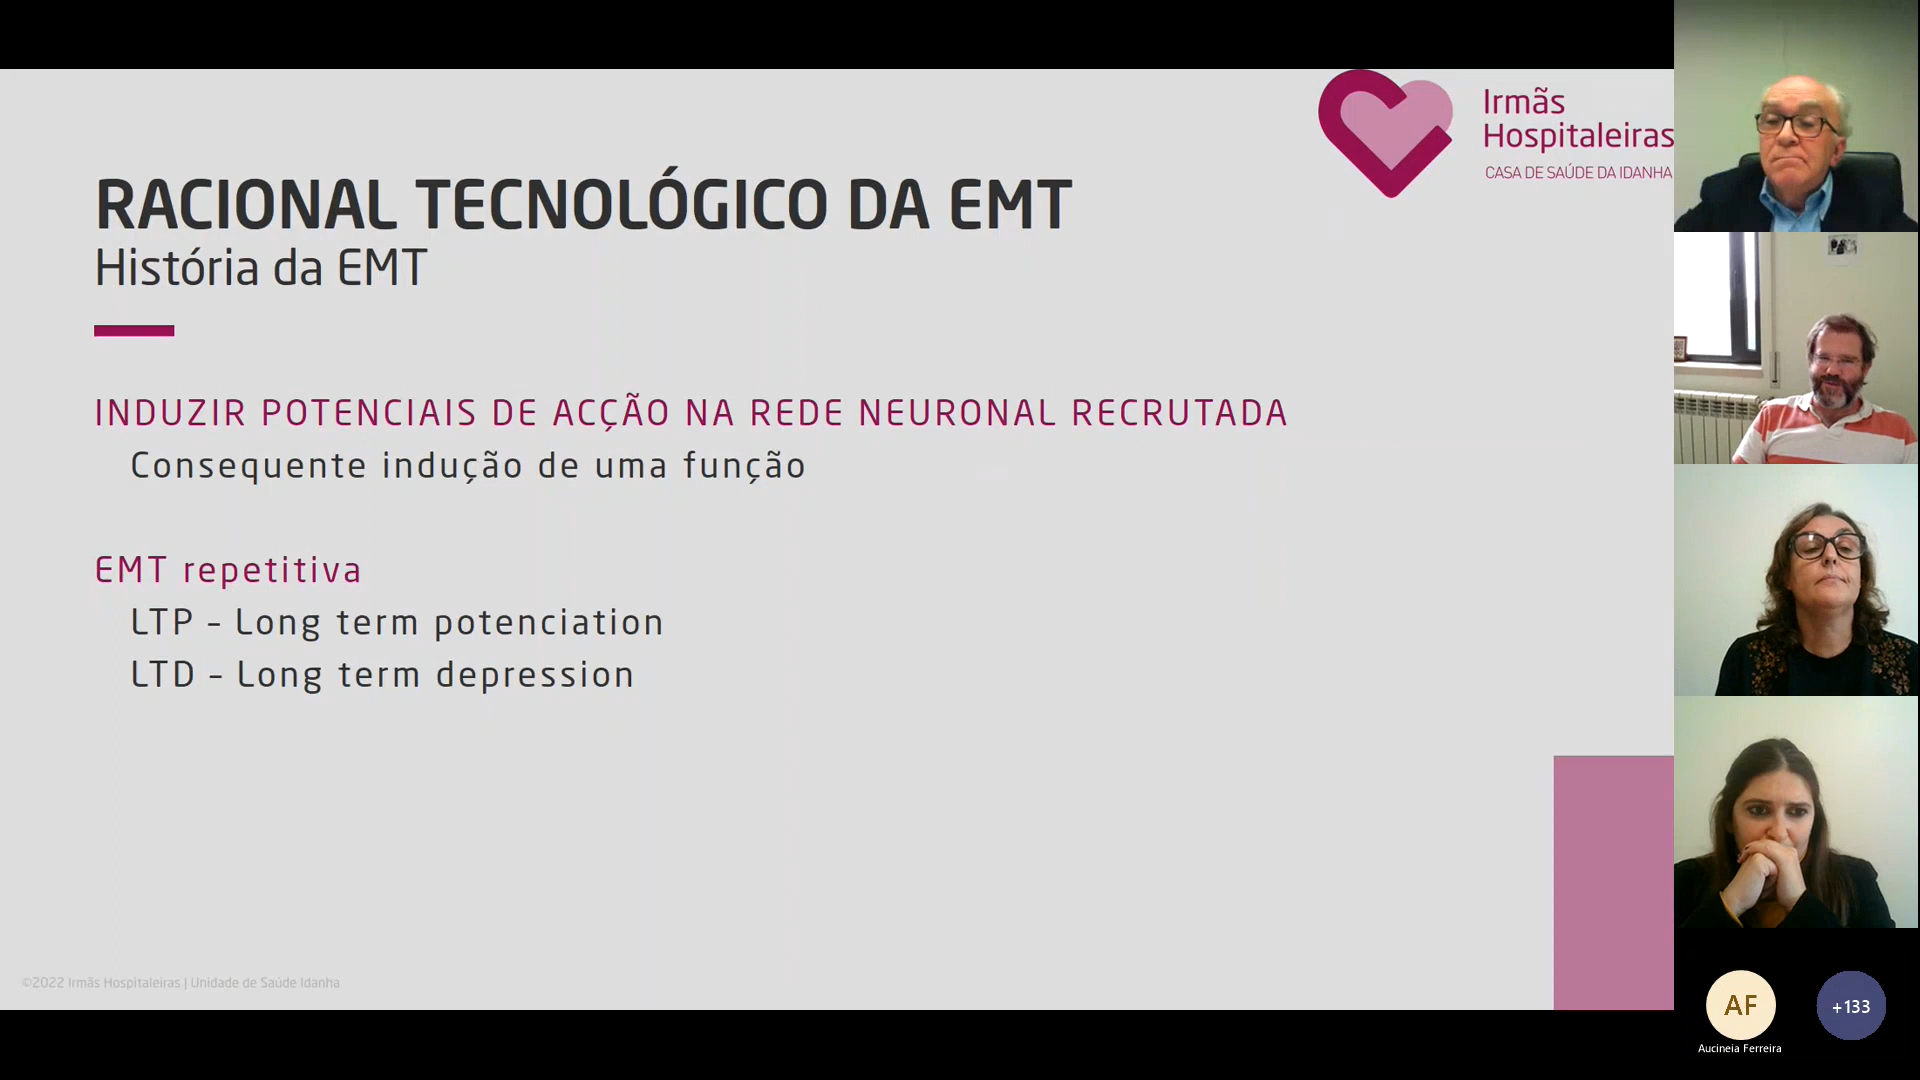 Irmãs
Hospitaleiras
CASA DE SAÚDE DA IDANHA
RACIONAL TECNOLÓGICO DA EMT
História da EMT
INDUZIR POTENCIAIS DE ACÇÃO NA REDE NEURONAL RECRUTADA
Consequente indução de uma função
EMT repetitiva
LTP – Long term potenciation
LTD – Long term depression
©2022 Irmãs Hospitaleiras | Unidade de Saúde Idanha
AF
+133
Aucineia Ferreira